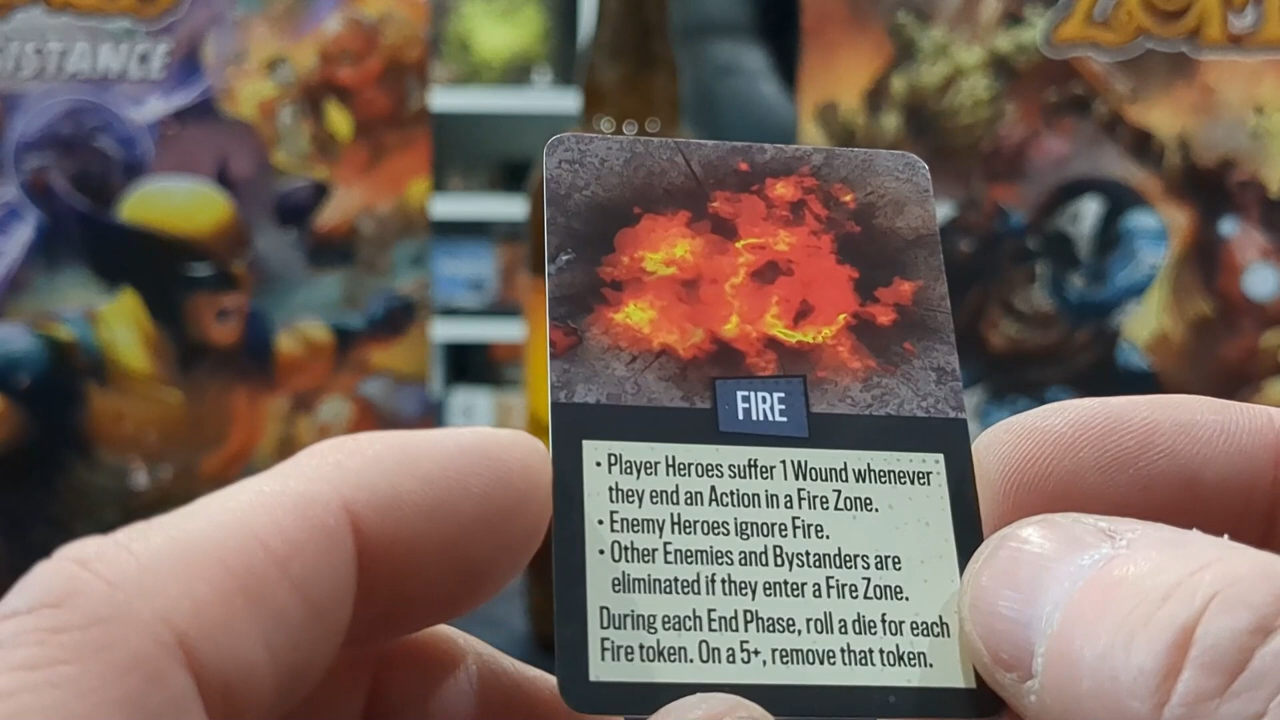 SISTANCE
FIRE
• Player Heroes suffer 1 Wound whenever
they end an Action in a Fire Zone.
• Enemy Heroes ignore Fire.
• Other Enemies and Bystanders are
eliminated if they enter a Fire Zone.
During each End Phase, roll a die for each
Fire token. On a 5+, remove that token.